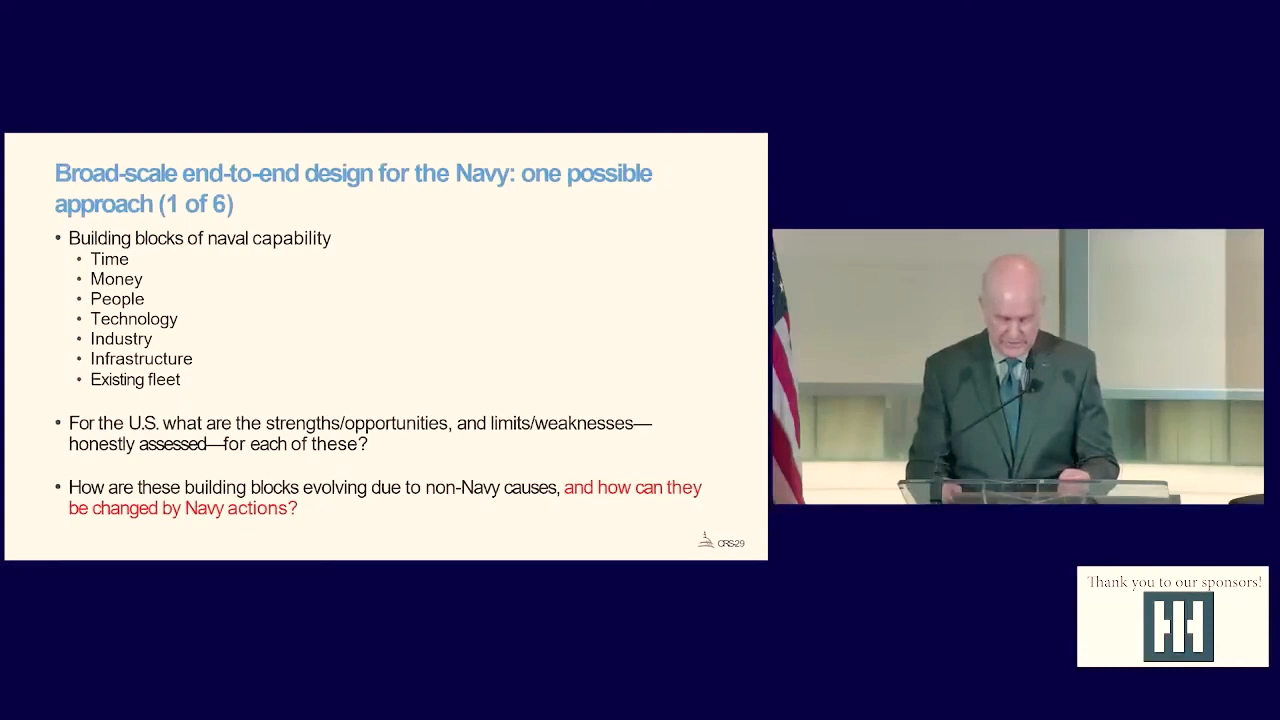 Broad-scale end-to-end design for the Navy: one possible
approach (1 of 6)
• Building blocks of naval capability
• Time
• Money
• People
• Technology
• Industry
• Infrastructure
• Existing fleet
• For the U.S. what are the strengths/opportunities, and limits/weaknesses—
honestly assessed—for each of these?
• How are these building blocks evolving due to non-Navy causes, and how can they
be changed by Navy actions?
CRS-29
Thank you to our sponsors!